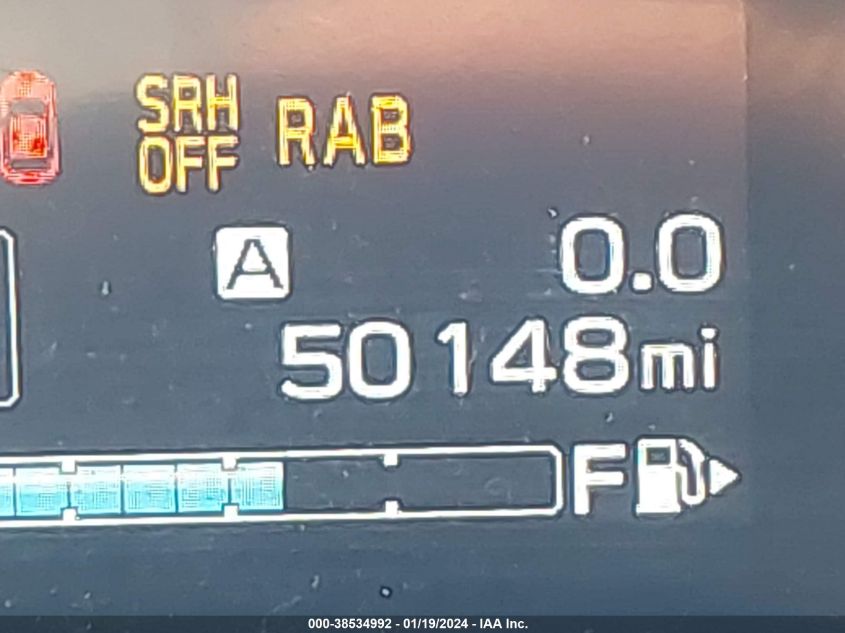 SRH RAB
OFF
A 0.0
50148mi
F
000-38534992 - 01/19/2024 - IAA Inc.